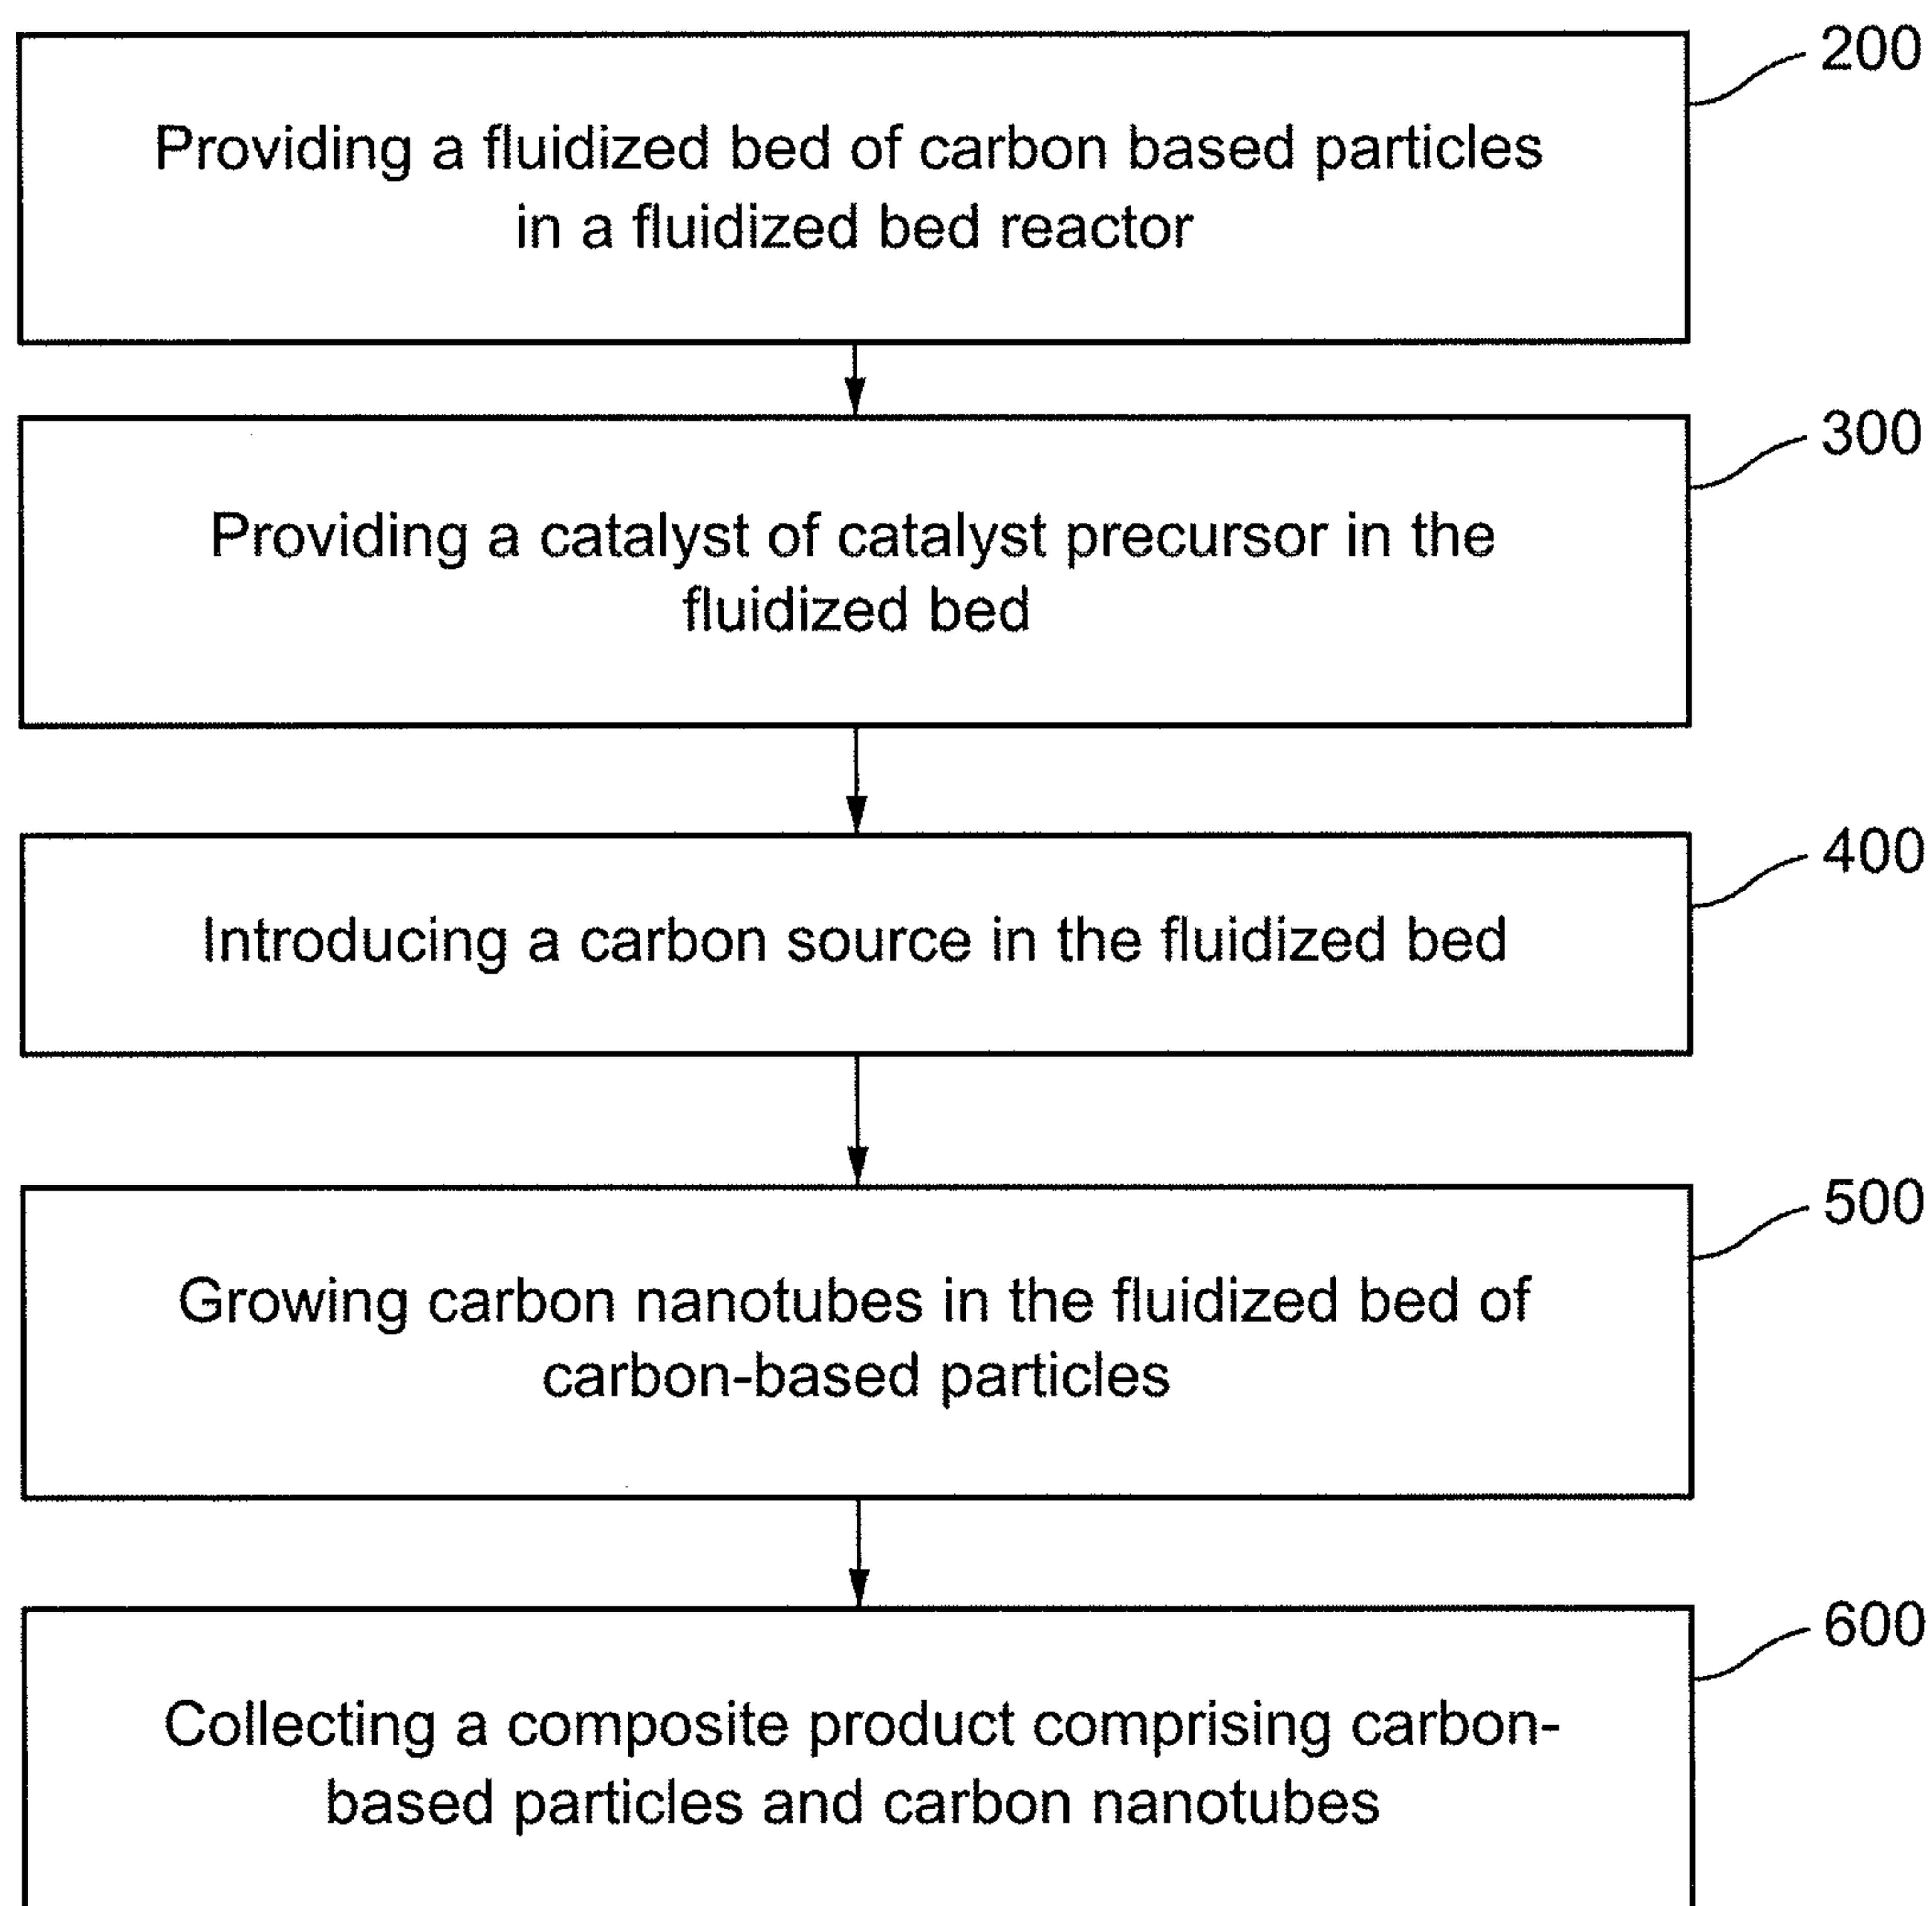 200
Providing a fluidized bed of carbon based particles
in a fluidized bed reactor
300
Providing a catalyst of catalyst precursor in the
fluidized bed
400
Introducing a carbon source in the fluidized bed
500
Growing carbon nanotubes in the fluidized bed of
carbon-based particles
600
Collecting a composite product comprising carbon-
based particles and carbon nanotubes